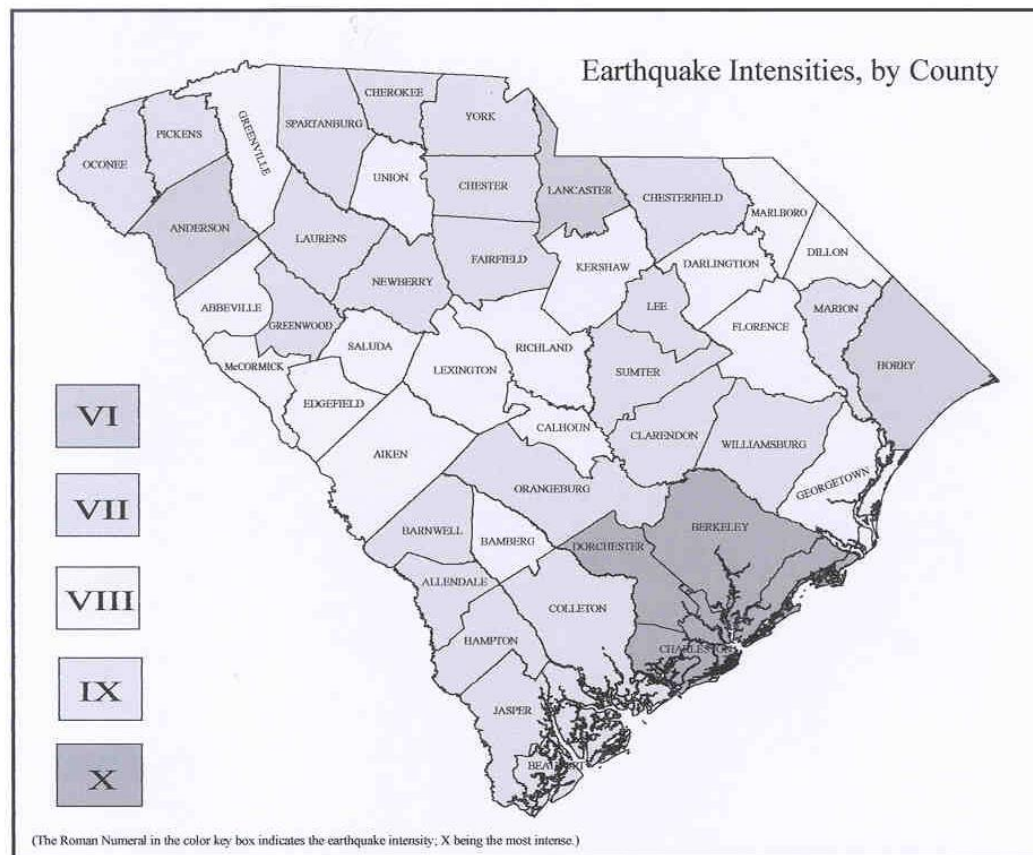 Earthquake Intensities, by County
CHEROKEE
YORK
SPARTANBURG
PICKENS
GREENVILLE
OCONEE
UNION
CHESTER
LANCASTER
CHESTERFIELD
MARLBORO
ANDERSON
LAURENS
FAIRFIELD
KERSHAW
DARLINGTION
DILLON
NEWBERRY
ABBEVILLE
GREENWOOD
LEE
MARION
FLORENCE
SALUDA
RICHLAND
HORRY
McCORMICK
LEXINGTON
SUMTER
EDGEFIELD
VI
CALHOUN
CLARENDON
WILLIAMSBURG
AIKEN
GEORGETOWN
ORANGEBURG
VII
BARNWELL
BAMBERG
DORCHESTER
BERKELEY
ALLENDALE
VIII
COLLETON
HAMPTON
CHARLESTON
IX
JASPER
BEAUFORT
X
(The Roman Numeral in the color key box indicates the earthquake intensity; X being the most intense.)